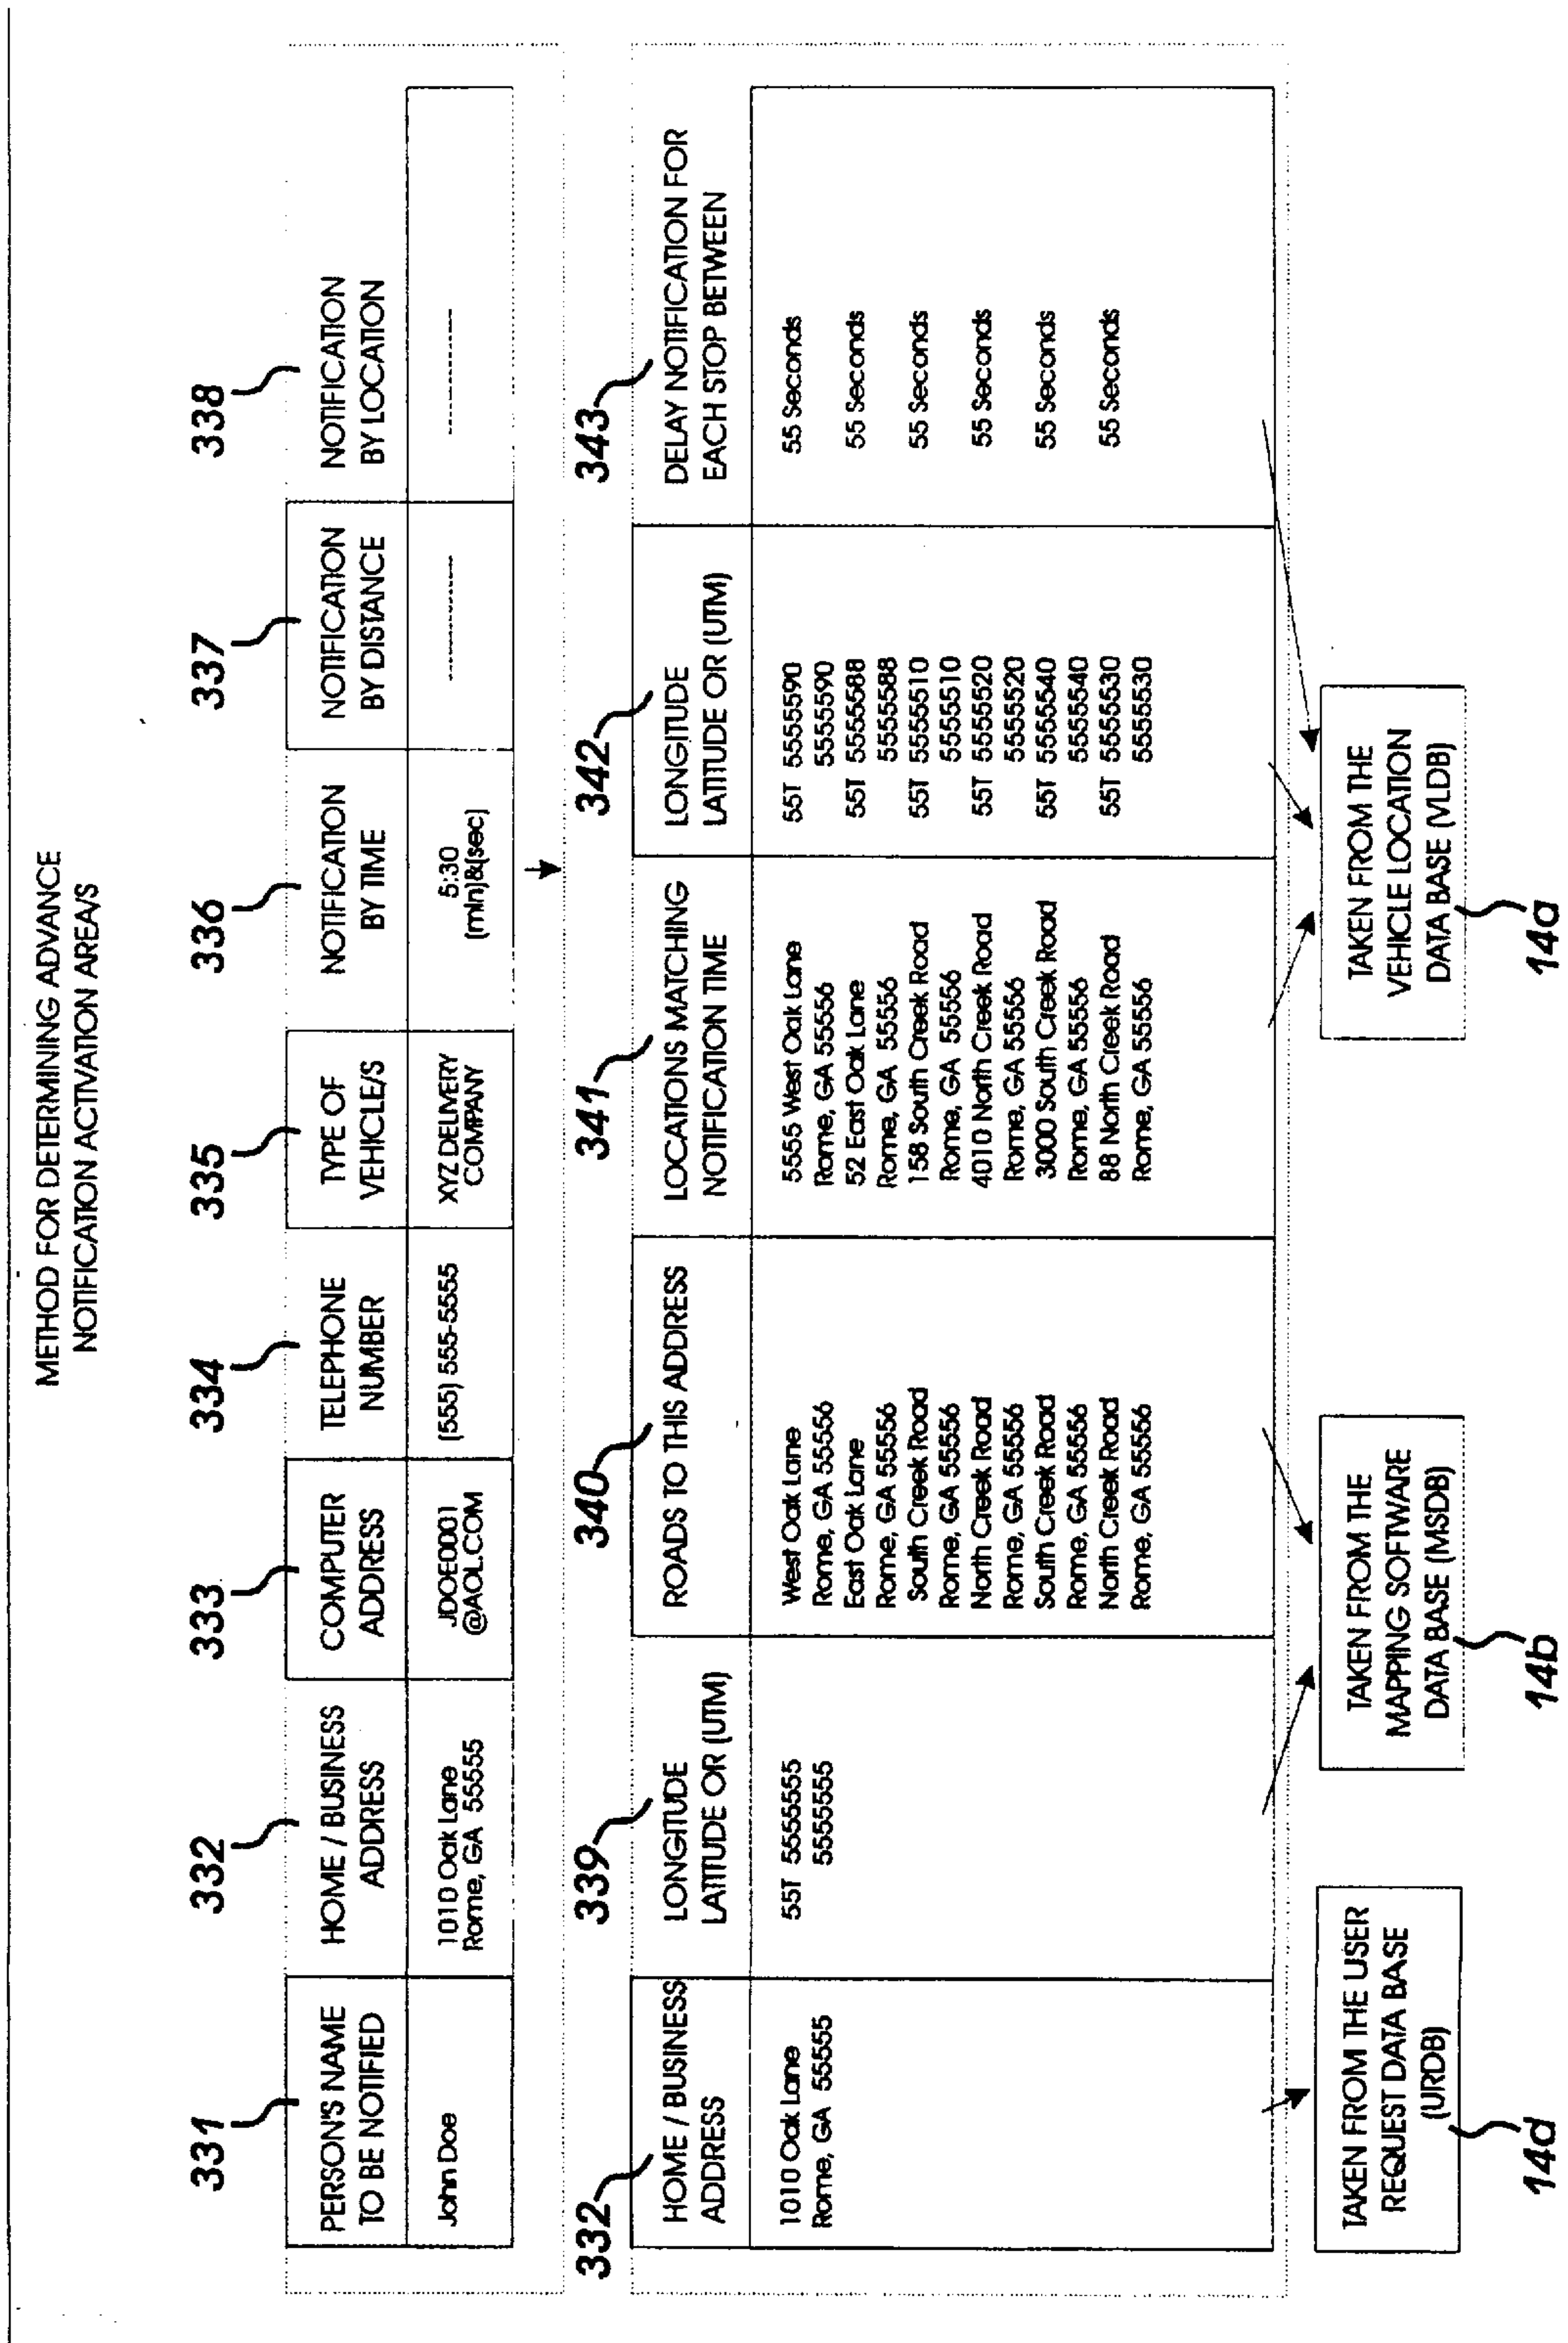 METHOD FOR DETERMINING ADVANCE
NOTIFICATION ACTIVATION AREA/S
331
332
333
334
335
336
337
338
PERSON'S NAME
TO BE NOTIFIED
HOME / BUSINESS
ADDRESS
COMPUTER
ADDRESS
TELEPHONE
NUMBER
TYPE OF
VEHICLE/S
NOTIFICATION
BY TIME
NOTIFICATION
BY DISTANCE
NOTIFICATION
BY LOCATION
John Doe
1010 Oak Lane
Rome, GA 55555
JDOE0001
@AOL.COM
(555) 555-5555
XYZ DELIVERY
COMPANY
5:30
(min)&(sec)
------------
------------
332
339
340
341
342
343
HOME / BUSINESS
ADDRESS
LONGITUDE
LATITUDE OR (UTM)
ROADS TO THIS ADDRESS
LOCATIONS MATCHING
NOTIFICATION TIME
LONGITUDE
LATITUDE OR (UTM)
DELAY NOTIFICATION FOR
EACH STOP BETWEEN
1010 Oak Lane
Rome, GA 55555
55T 5555555
5555555
West Oak Lane
Rome, GA 55556
East Oak Lane
Rome, GA 55556
South Creek Road
Rome, GA 55556
North Creek Road
Rome, GA 55556
South Creek Road
Rome, GA 55556
North Creek Road
Rome, GA 55556
5555 West Oak Lane
Rome, GA 55556
52 East Oak Lane
Rome, GA 55556
158 South Creek Road
Rome, GA 55556
4010 North Creek Road
Rome, GA 55556
3000 South Creek Road
Rome, GA 55556
88 North Creek Road
Rome, GA 55556
55T 5555590
5555590
55T 5555588
5555588
55T 5555510
5555510
55T 5555520
5555520
55T 5555540
5555540
55T 5555530
5555530
55 Seconds
55 Seconds
55 Seconds
55 Seconds
55 Seconds
55 Seconds
TAKEN FROM THE USER
REQUEST DATA BASE
(URDB)
14d
TAKEN FROM THE
MAPPING SOFTWARE
DATA BASE (MSDB)
14b
TAKEN FROM THE
VEHICLE LOCATION
DATA BASE (VLDB)
14a